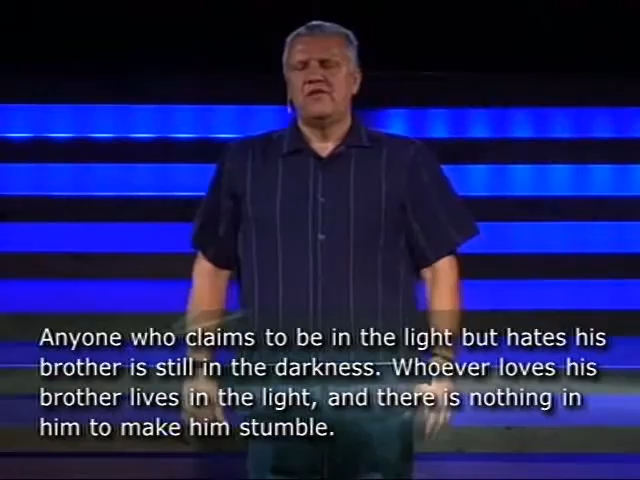 Anyone who claims to be in the light but hates his
brother is still in the darkness. Whoever loves his
brother lives in the light, and there is nothing in
him to make him stumble.